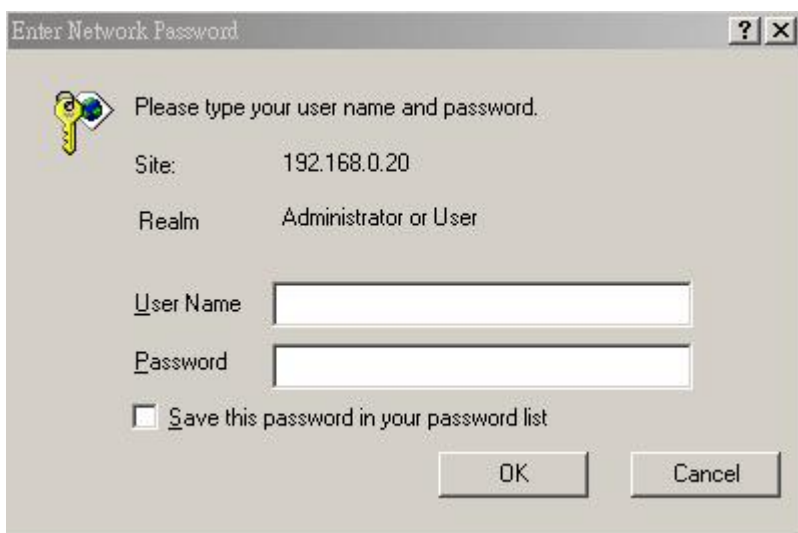 Enter Network Password
Please type your user name and password.
Site: 192.168.0.20
Realm Administrator or User
User Name
Password
Save this password in your password list
OK Cancel